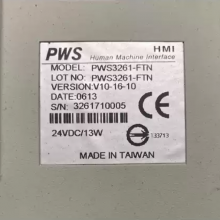 PWS HMI
Human Machine Interface
MODEL: PWS3261-FTN
LOT NO: PWS3261-FTN
VERSION:V10-16-10
DATE:0613
S/N: 3261710005
24VDC/13W
CE
D33713
MADE IN TAIWAN